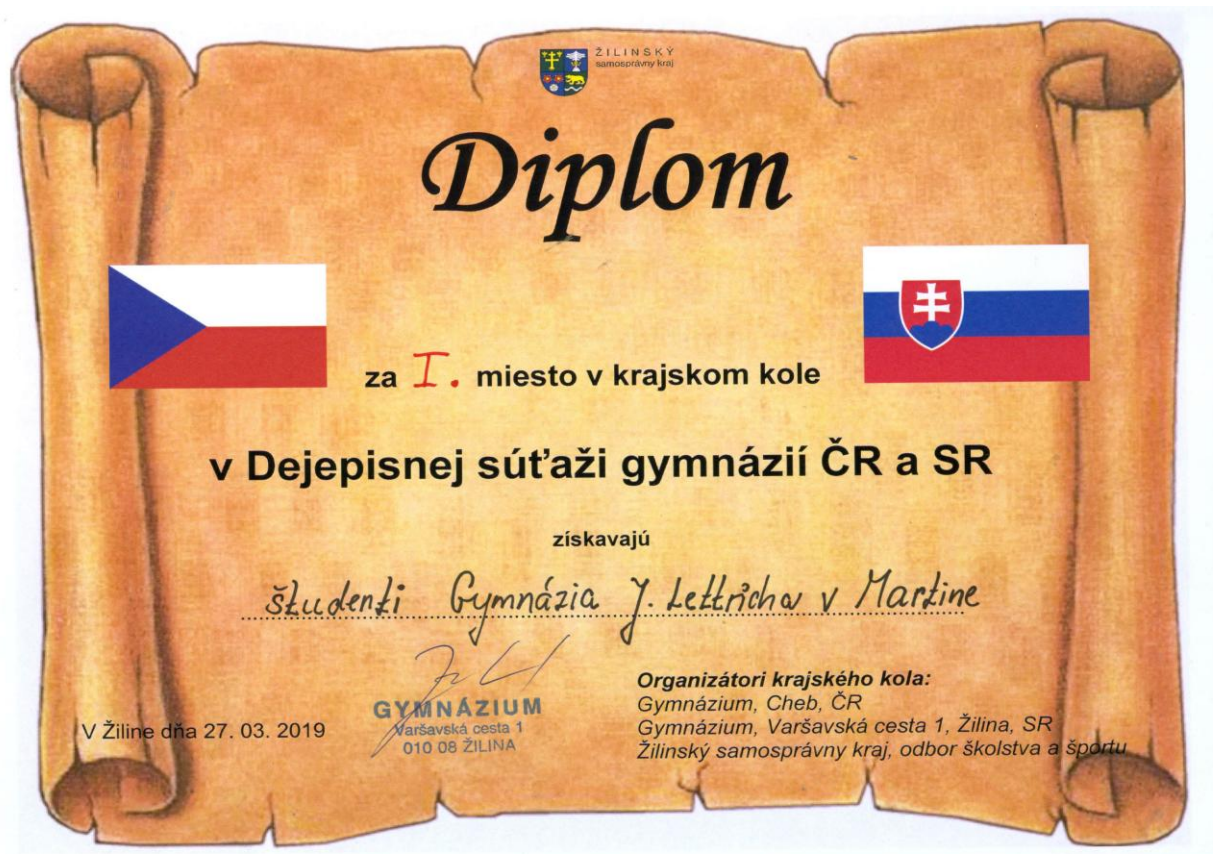 ŽILINSKÝ
samosprávny kraj
Diplom
za I. miesto v krajskom kole
v Dejepisnej súťaži gymnázií ČR a SR
získavajú
študenti Gymnázia J. Lettricha v Martine
GYMNÁZIUM
Varšavská cesta 1
010 08 ŽILINA
V Žiline dňa 27. 03. 2019
Organizátori krajského kola:
Gymnázium, Cheb, ČR
Gymnázium, Varšavská cesta 1, Žilina, SR
Žilinský samosprávny kraj, odbor školstva a športu